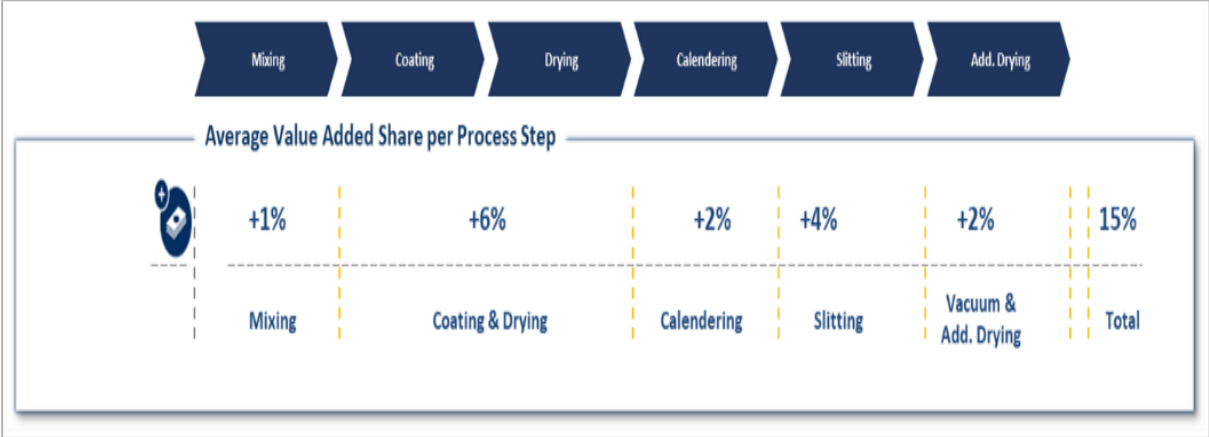 Mixing
Coating
Drying
Calendering
Slitting
Add. Drying
Average Value Added Share per Process Step
+
+1%
+6%
+2%
+4%
+2%
15%
Mixing
Coating & Drying
Calendering
Slitting
Vacuum &
Add. Drying
Total